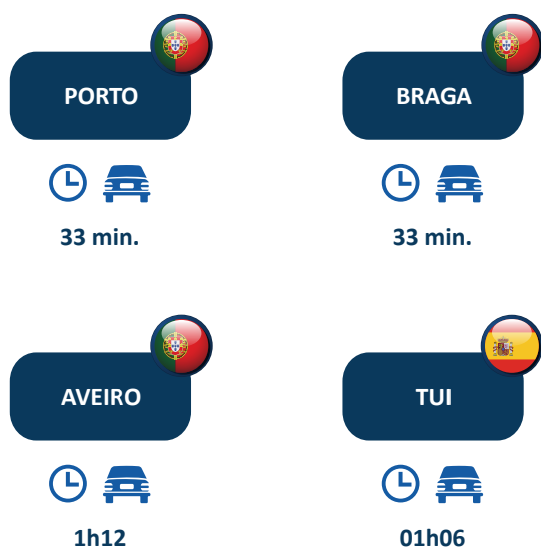 PORTO
BRAGA
33 min.
33 min.
AVEIRO
TUI
1h12
01h06